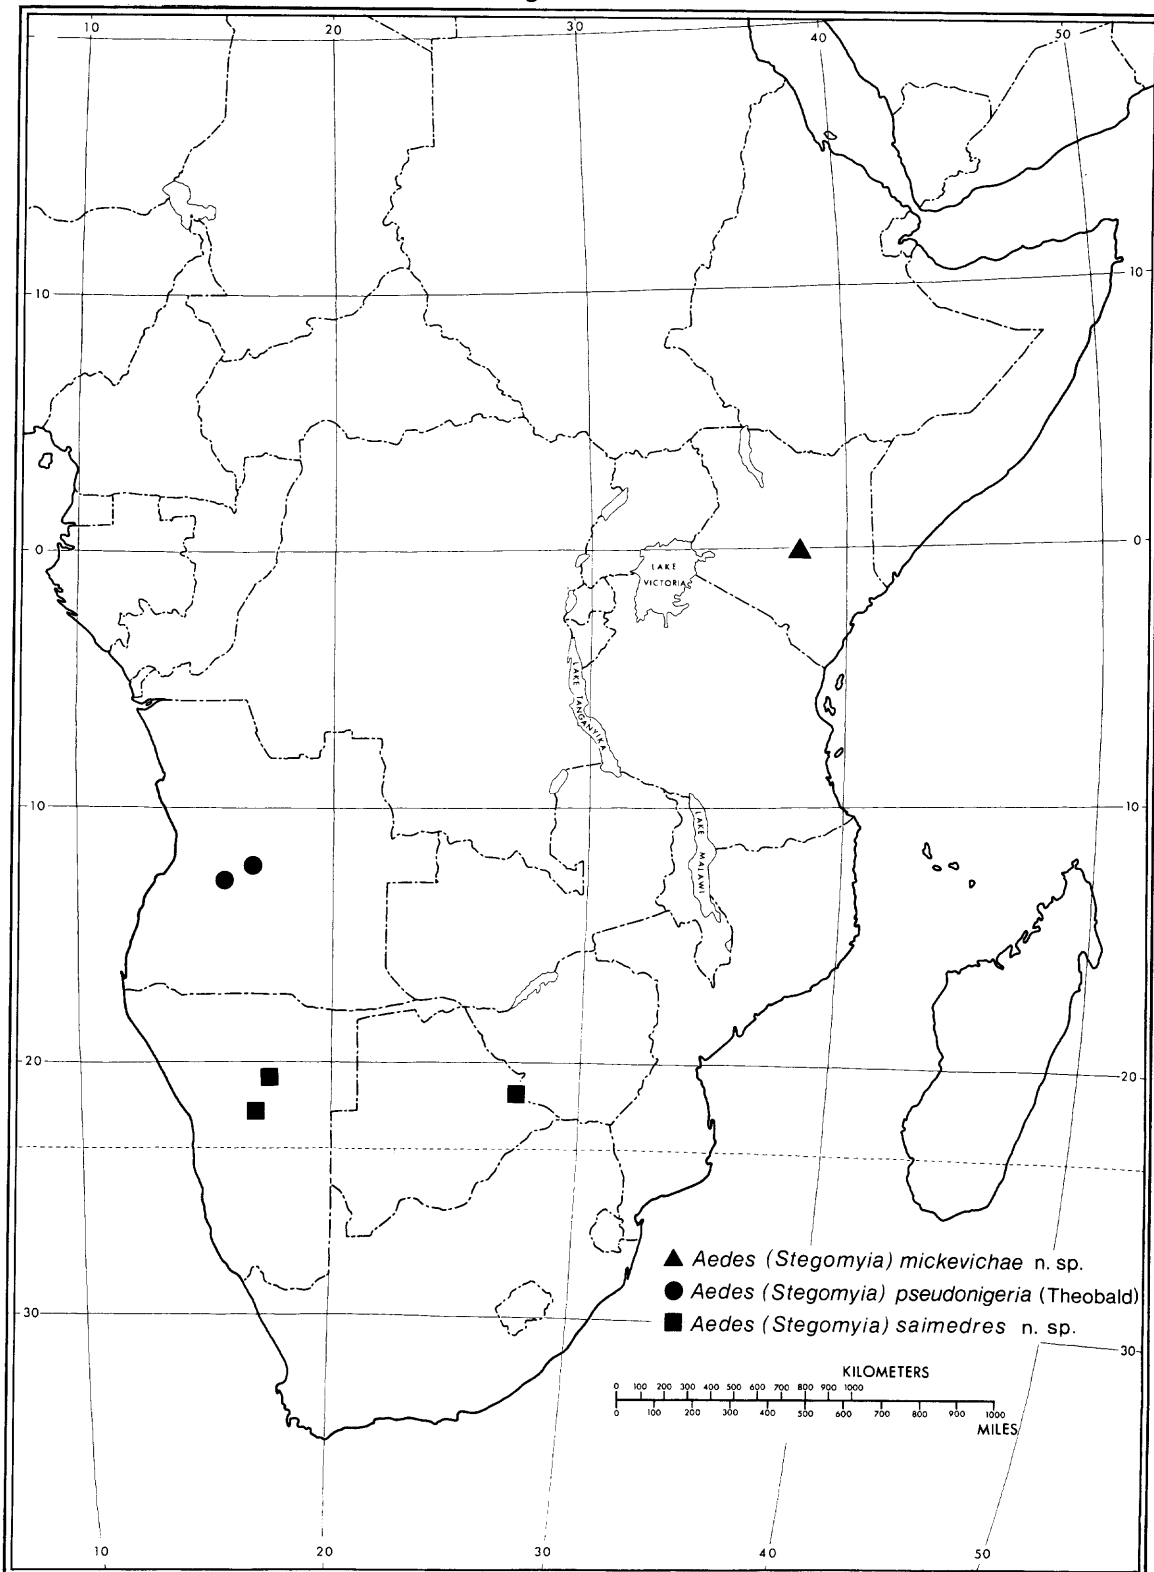 10 20 30 40 50
10 10
0 0
LAKE
VICTORIA
LAKE TANGANYIKA
10 10
LAKE MALAWI
20 20
▲ Aedes (Stegomyia) mickevichae n. sp.
● Aedes (Stegomyia) pseudonigeria (Theobald)
■ Aedes (Stegomyia) saimedres n. sp.
30 30
KILOMETERS
0 100 200 300 400 500 600 700 800 900 1000
0 100 200 300 400 500 600 700 800 900 1000
MILES
10 20 30 40 50